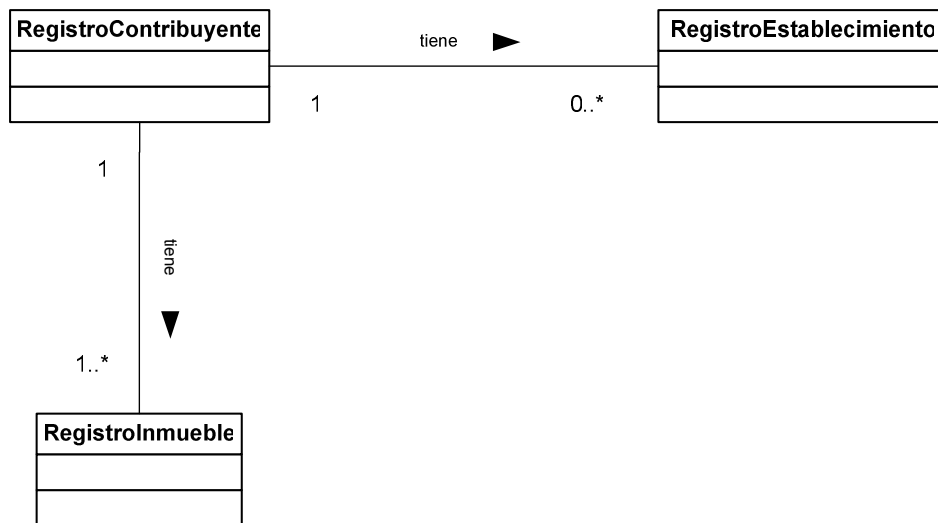 RegistroContribuyente
tiene
RegistroEstablecimiento
1
0..*
1
tiene
1..*
RegistroInmueble